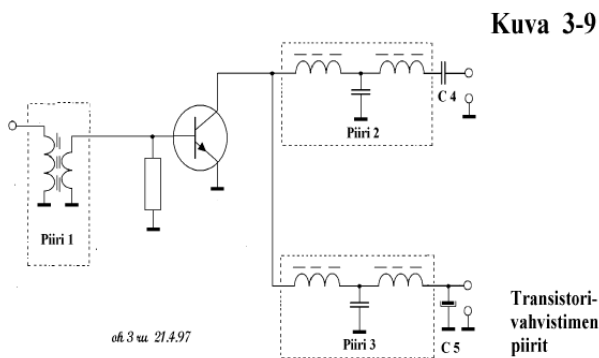 Kuva 3-9
C 4
Piiri 2
Piiri 1
Piiri 3
C 5
Transistori-
vahvistimen
piirit
oh 3 ru 21.4.97